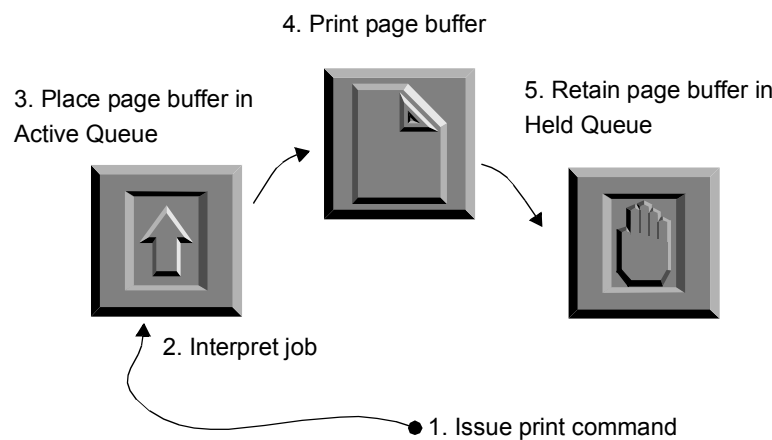 4. Print page buffer
3. Place page buffer in
Active Queue
5. Retain page buffer in
Held Queue
2. Interpret job
1. Issue print command